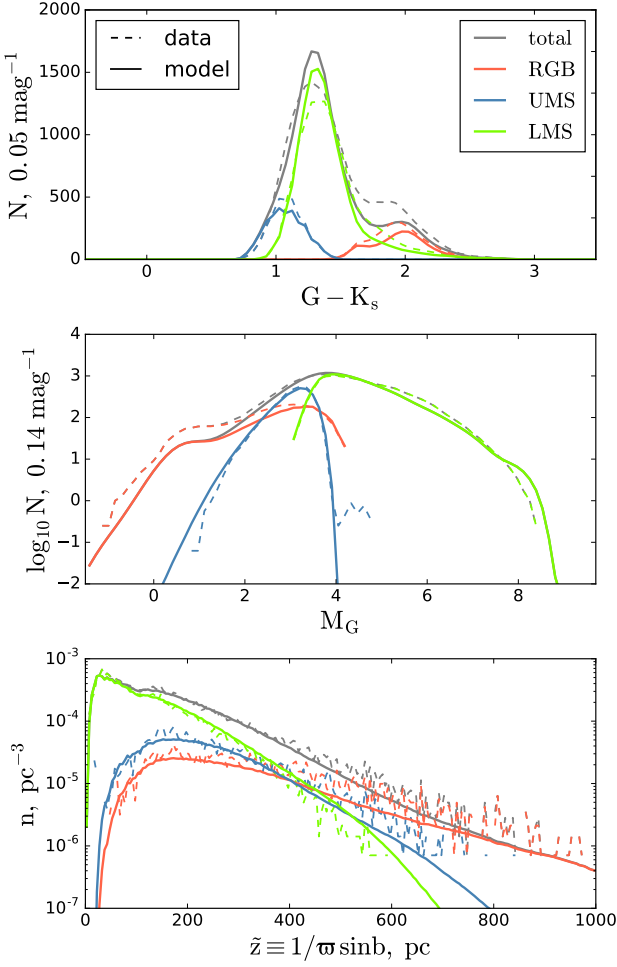 2000
1500
1000
500
0
N, 0.05 mag⁻¹
data
model
total
RGB
UMS
LMS
0 1 2 3
G − Kₛ
4
3
2
1
0
−1
−2
log₁₀ N, 0.14 mag⁻¹
0 2 4 6 8
M_G
10⁻³
10⁻⁴
10⁻⁵
10⁻⁶
10⁻⁷
n, pc⁻³
0 200 400 600 800 1000
z̃ ≡ 1/ϖ sinb, pc